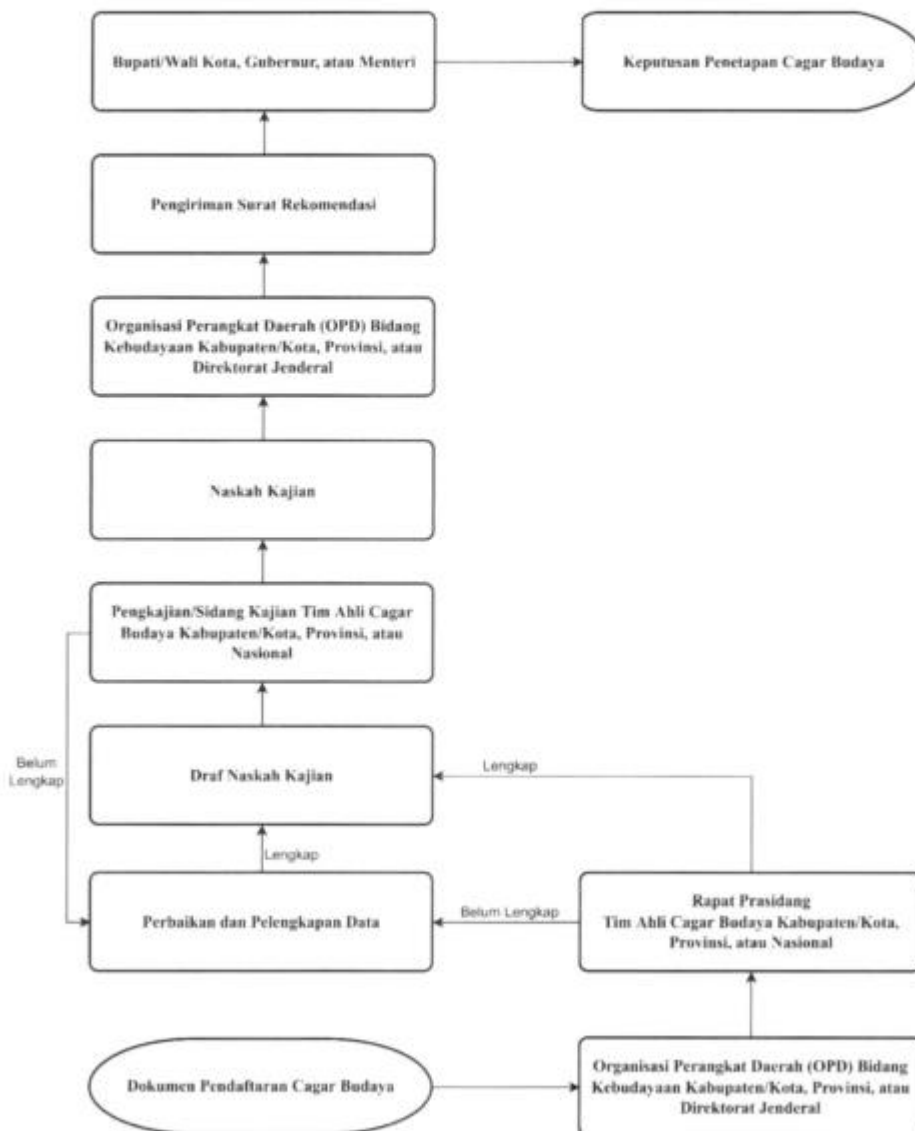 Bupati/Wali Kota, Gubernur, atau Menteri
Keputusan Penetapan Cagar Budaya
Pengiriman Surat Rekomendasi
Organisasi Perangkat Daerah (OPD) Bidang
Kebudayaan Kabupaten/Kota, Provinsi, atau
Direktorat Jenderal
Naskah Kajian
Pengkajian/Sidang Kajian Tim Ahli Cagar
Budaya Kabupaten/Kota, Provinsi, atau
Nasional
Belum
Lengkap
Draf Naskah Kajian
Lengkap
Lengkap
Perbaikan dan Pelengkapan Data
Belum Lengkap
Rapat Prasidang
Tim Ahli Cagar Budaya Kabupaten/Kota,
Provinsi, atau Nasional
Dokumen Pendaftaran Cagar Budaya
Organisasi Perangkat Daerah (OPD) Bidang
Kebudayaan Kabupaten/Kota, Provinsi, atau
Direktorat Jenderal